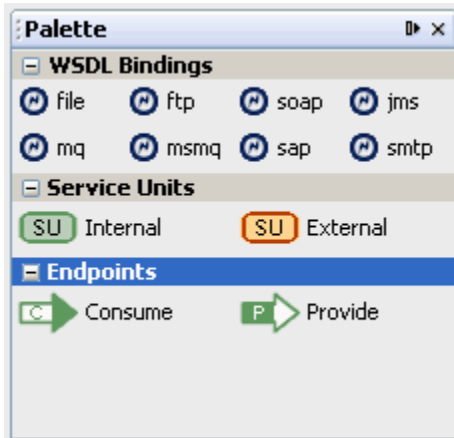 Palette
WSDL Bindings
file ftp soap jms
mq msmq sap smtp
Service Units
SU Internal SU External
Endpoints
C Consume P Provide